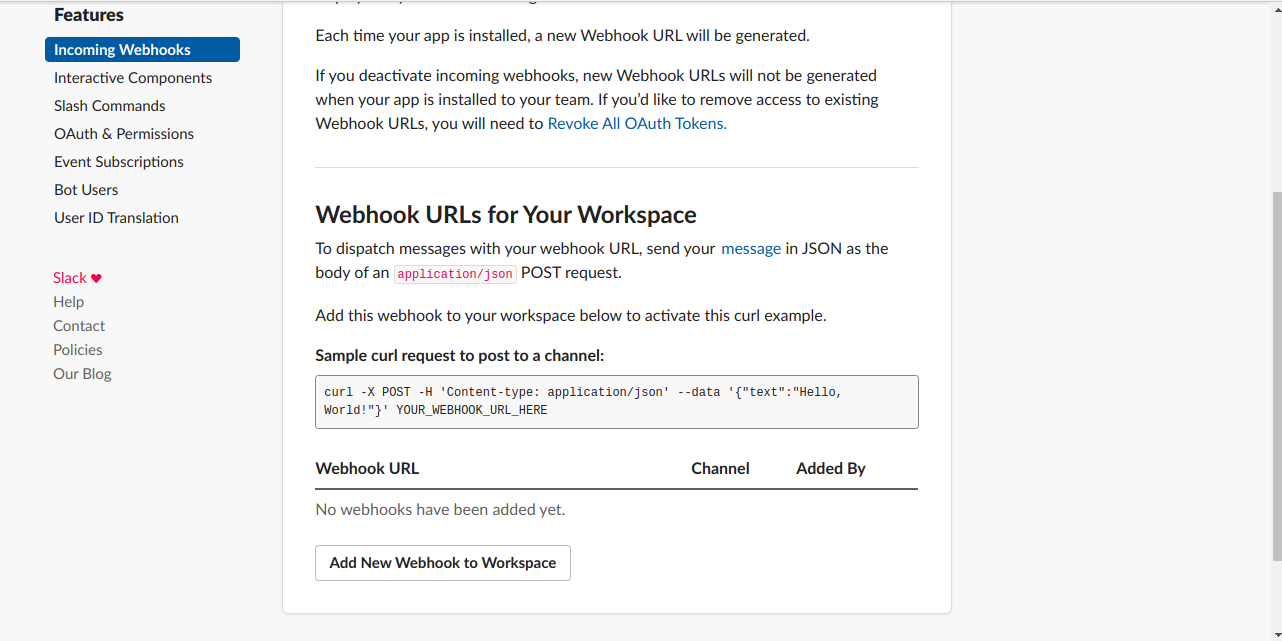 Features
Incoming Webhooks
Interactive Components
Slash Commands
OAuth & Permissions
Event Subscriptions
Bot Users
User ID Translation
Slack ♥
Help
Contact
Policies
Our Blog
Each time your app is installed, a new Webhook URL will be generated.
If you deactivate incoming webhooks, new Webhook URLs will not be generated
when your app is installed to your team. If you’d like to remove access to existing
Webhook URLs, you will need to Revoke All OAuth Tokens.
Webhook URLs for Your Workspace
To dispatch messages with your webhook URL, send your message in JSON as the
body of an application/json POST request.
Add this webhook to your workspace below to activate this curl example.
Sample curl request to post to a channel:
curl -X POST -H 'Content-type: application/json' --data '{"text":"Hello,
World!"}' YOUR_WEBHOOK_URL_HERE
Webhook URL Channel Added By
No webhooks have been added yet.
Add New Webhook to Workspace